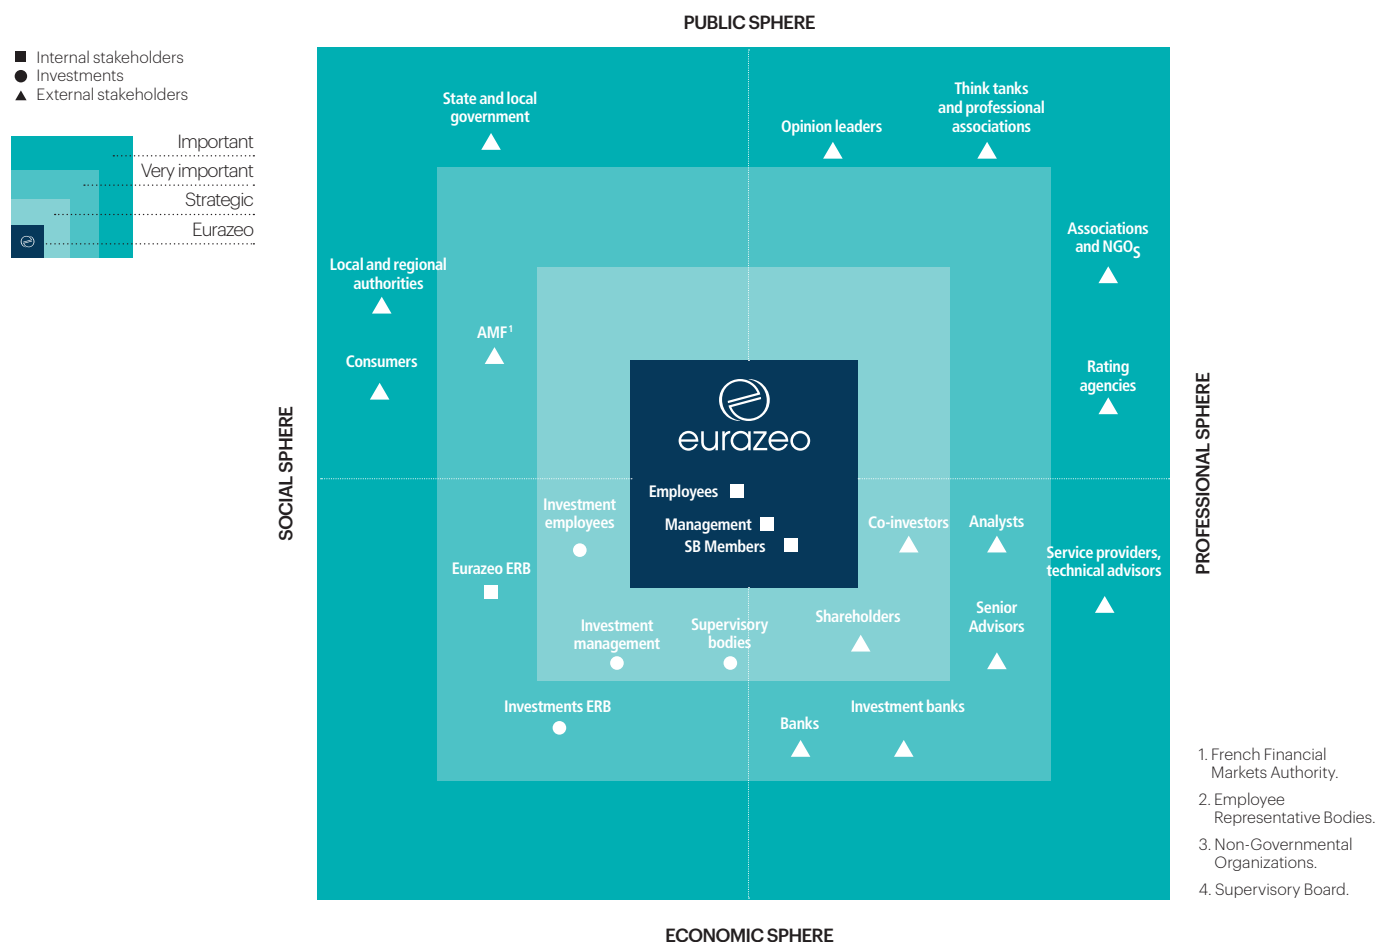 PUBLIC SPHERE
Internal stakeholders
Investments
External stakeholders
Important
Very important
Strategic
Eurazeo
State and local
government
Opinion leaders
Think tanks
and professional
associations
Associations
and NGOS
Local and regional
authorities
AMF1
Consumers
Rating
agencies
eurazeo
SOCIAL SPHERE
PROFESSIONAL SPHERE
Employees
Management
SB Members
Investment
employees
Co-investors
Analysts
Service providers,
technical advisors
Eurazeo ERB
Senior
Advisors
Investment
management
Supervisory
bodies
Shareholders
Investments ERB
Banks
Investment banks
1. French Financial
Markets Authority.
2. Employee
Representative Bodies.
3. Non-Governmental
Organizations.
4. Supervisory Board.
ECONOMIC SPHERE